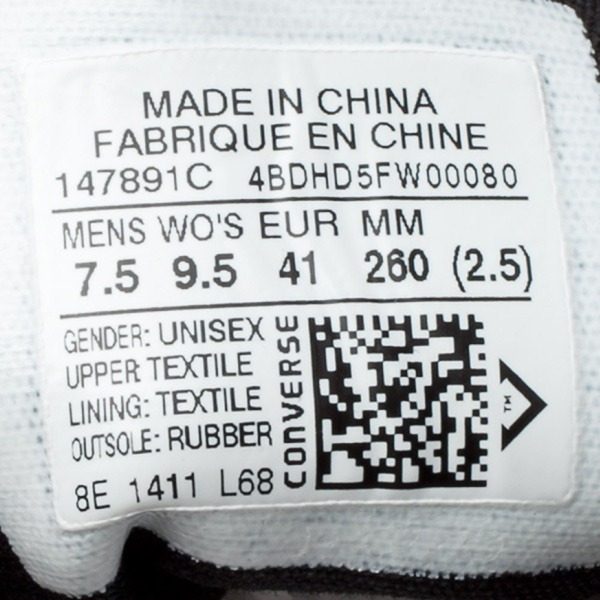 MADE IN CHINA
FABRIQUE EN CHINE
147891C 4BDHD5FW00080
MENS WO'S EUR MM
7.5 9.5 41 260 (2.5)
GENDER: UNISEX
UPPER TEXTILE
LINING: TEXTILE
OUTSOLE: RUBBER
8E 1411 L68
CONVERSE
TM